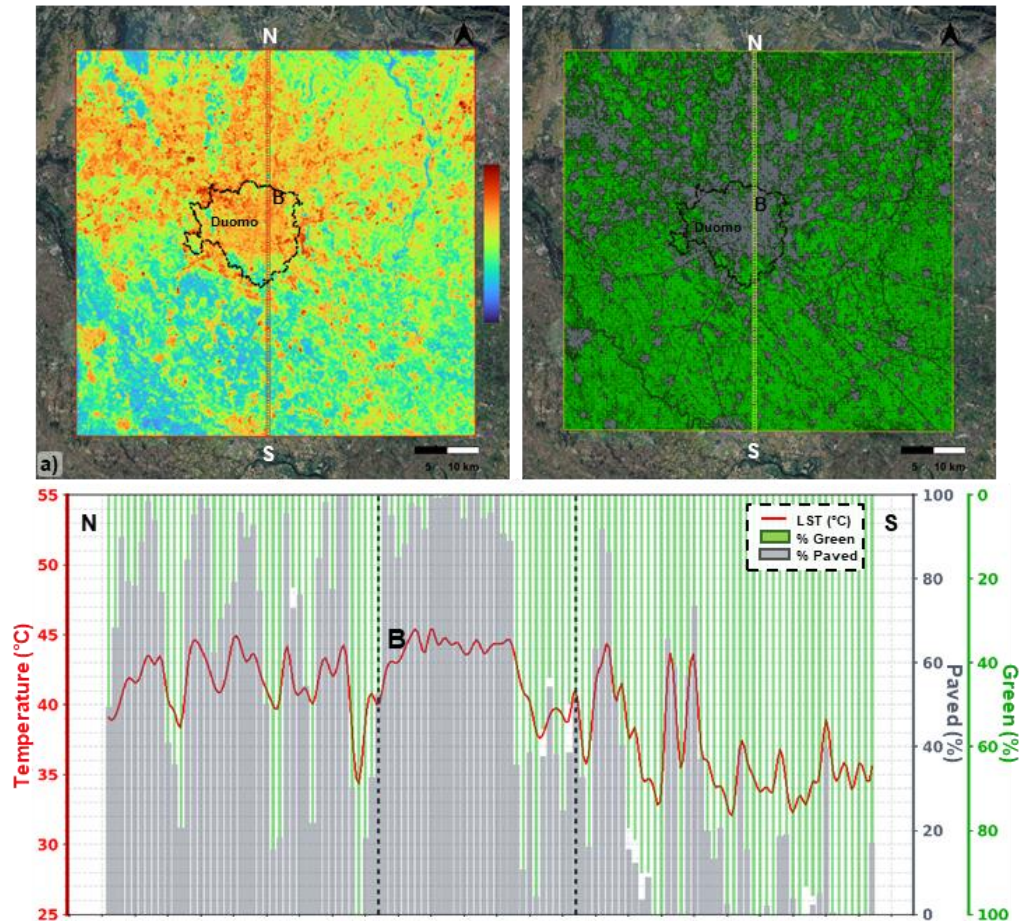 N
B
Duomo
S
5 10 km
a)
N
B
Duomo
S
5 10 km
55
50
45
40
35
30
25
Temperature (°C)
N
B
S
LST (°C)
% Green
% Paved
100
80
60
40
20
0
Paved (%)
0
20
40
60
80
100
Green (%)